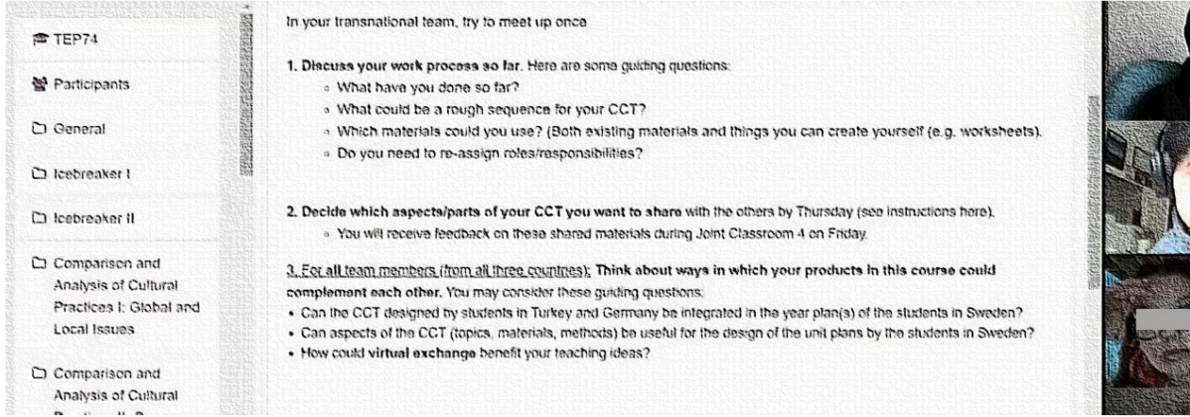 TEP74
Participants
General
Icebreaker I
Icebreaker II
Comparison and
Analysis of Cultural
Practices I: Global and
Local Issues
Comparison and
Analysis of Cultural
In your transnational team, try to meet up once
1. Discuss your work process so far. Here are some guiding questions:
What have you done so far?
What could be a rough sequence for your CCT?
Which materials could you use? (Both existing materials and things you can create yourself (e.g. worksheets).
Do you need to re-assign roles/responsibilities?
2. Decide which aspects/parts of your CCT you want to share with the others by Thursday (see instructions here).
You will receive feedback on these shared materials during Joint Classroom 4 on Friday.
3. For all team members (from all three countries): Think about ways in which your products in this course could
complement each other. You may consider these guiding questions:
• Can the CCT designed by students in Turkey and Germany be integrated in the year plan(s) of the students in Sweden?
• Can aspects of the CCT (topics, materials, methods) be useful for the design of the unit plans by the students in Sweden?
• How could virtual exchange benefit your teaching ideas?